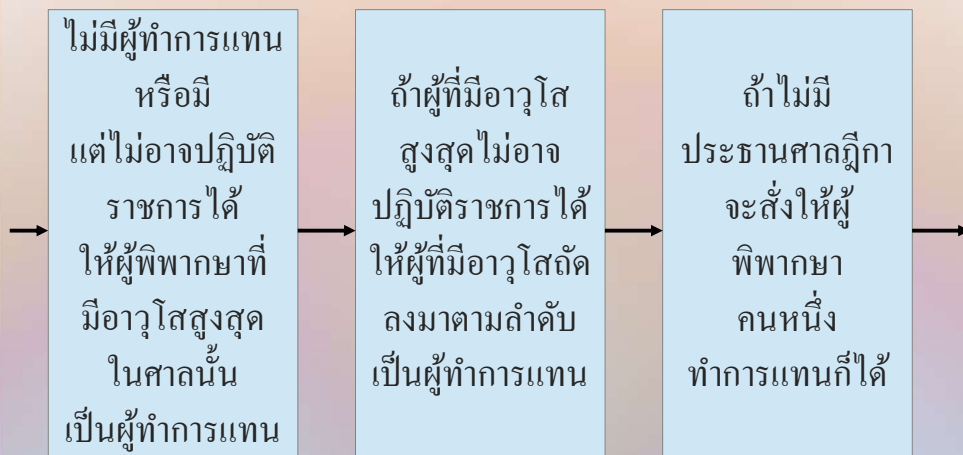 ไม่มีผู้ทำการแทน
หรือมี
แต่ไม่อาจปฏิบัติ
ราชการได้
ให้ผู้พิพากษาที่
มีอาวุโสสูงสุด
ในศาลนั้น
เป็นผู้ทำการแทน
ถ้าผู้ที่มีอาวุโส
สูงสุดไม่อาจ
ปฏิบัติราชการได้
ให้ผู้ที่มีอาวุโสถัด
ลงมาตามลำดับ
เป็นผู้ทำการแทน
ถ้าไม่มี
ประธานศาลฎีกา
จะสั่งให้ผู้
พิพากษา
คนหนึ่ง
ทำการแทนก็ได้